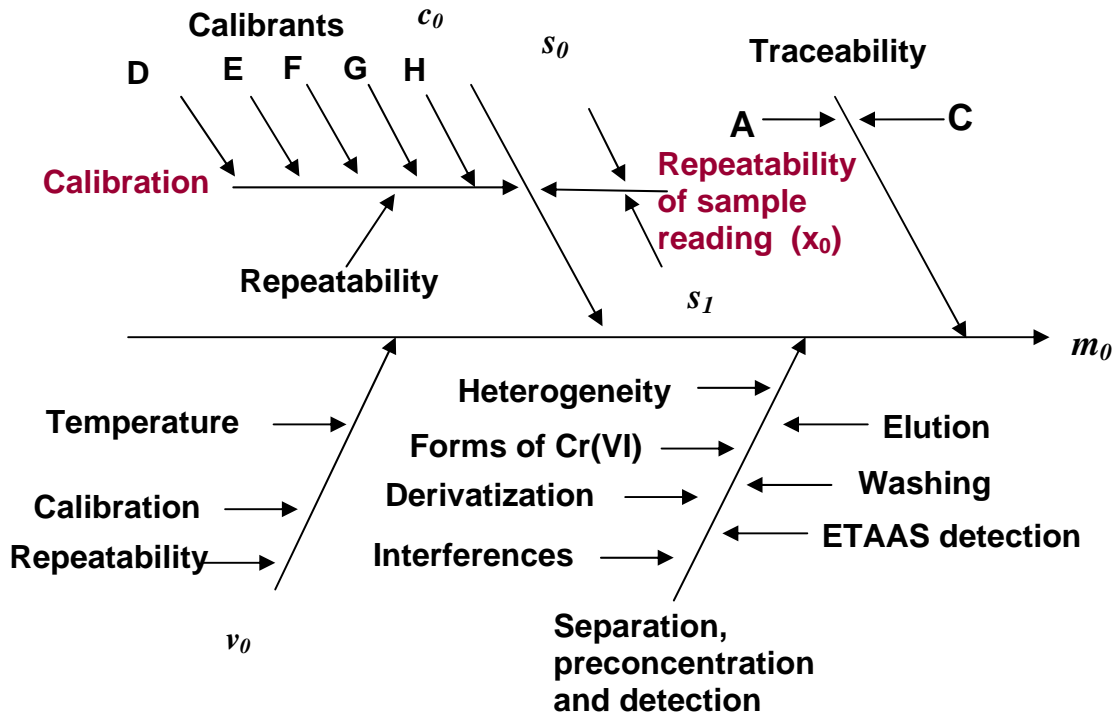 c0
Calibrants
s0
Traceability
D
E
F
G
H
A
C
Calibration
Repeatability
of sample
reading (x0)
Repeatability
s1
m0
Heterogeneity
Temperature
Elution
Forms of Cr(VI)
Derivatization
Washing
Calibration
ETAAS detection
Repeatability
Interferences
v0
Separation,
preconcentration
and detection